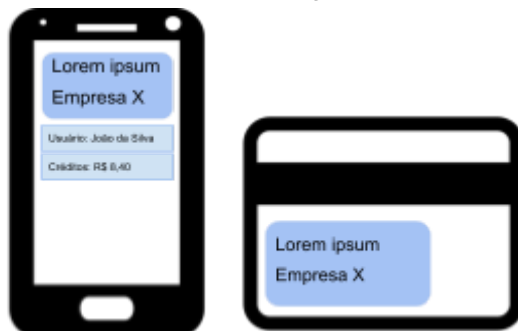 Lorem ipsum
Empresa X
Usuário: João da Silva
Créditos: R$ 8,40
Lorem ipsum
Empresa X